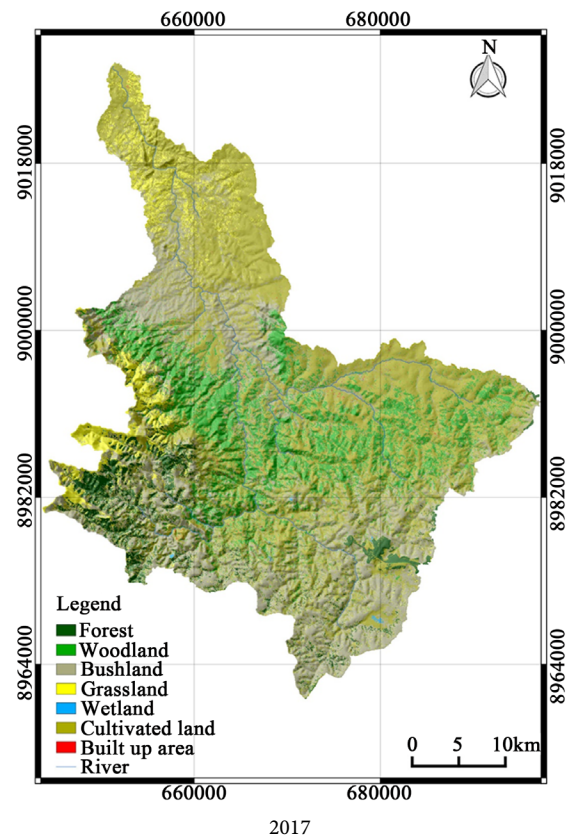 660000 680000
N
9018000 9018000
9000000 9000000
8982000 8982000
8964000 8964000
Legend
Forest
Woodland
Bushland
Grassland
Wetland
Cultivated land
Built up area
River
0 5 10km
660000 680000
2017